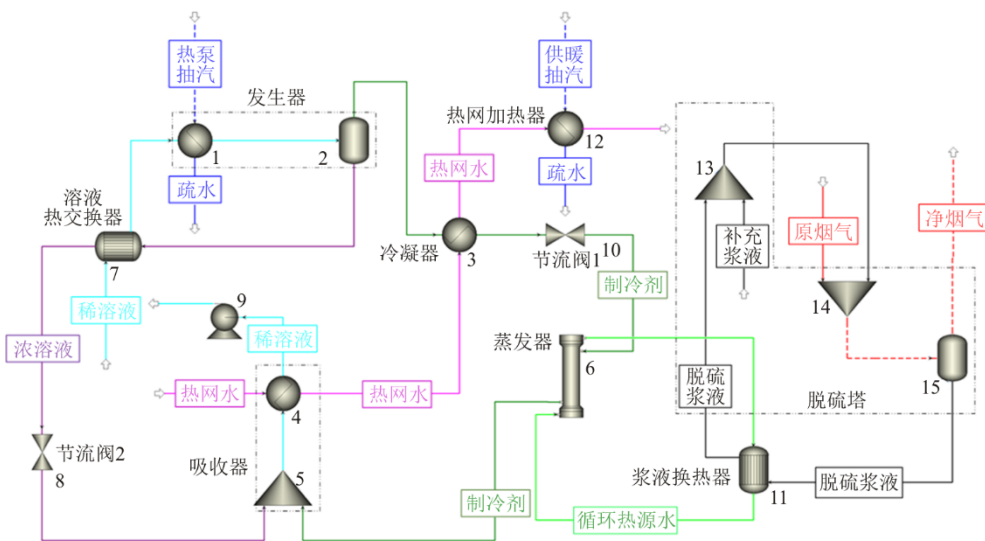 热泵
抽汽
供暖
抽汽
发生器
热网加热器
1
2
12
13
热网水
疏水
疏水
溶液
热交换器
7
冷凝器
3
节流阀1
10
补充
浆液
原烟气
净烟气
14
15
制冷剂
稀溶液
9
稀溶液
浓溶液
蒸发器
6
热网水
4
热网水
脱硫
浆液
脱硫塔
节流阀2
8
吸收器
5
制冷剂
浆液换热器
11
脱硫浆液
循环热源水